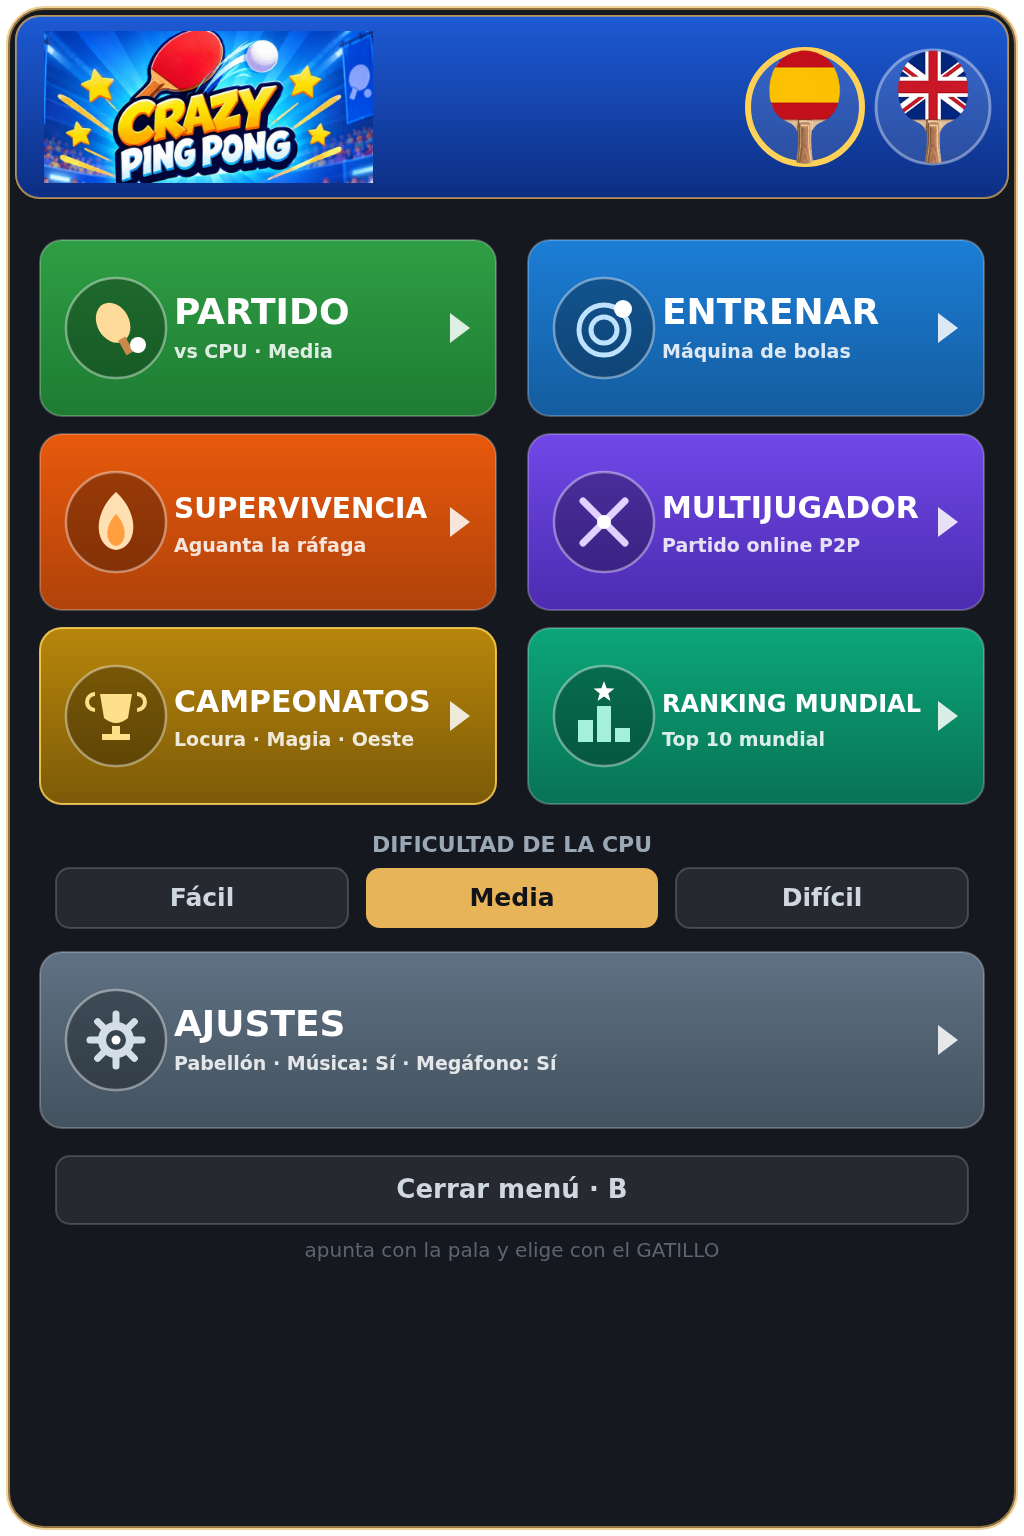 CRAZY
PING PONG
PARTIDO
vs CPU · Media
ENTRENAR
Máquina de bolas
SUPERVIVENCIA
Aguanta la ráfaga
MULTIJUGADOR
Partido online P2P
CAMPEONATOS
Locura · Magia · Oeste
RANKING MUNDIAL
Top 10 mundial
DIFICULTAD DE LA CPU
Fácil
Media
Difícil
AJUSTES
Pabellón · Música: Sí · Megáfono: Sí
Cerrar menú · B
apunta con la pala y elige con el GATILLO